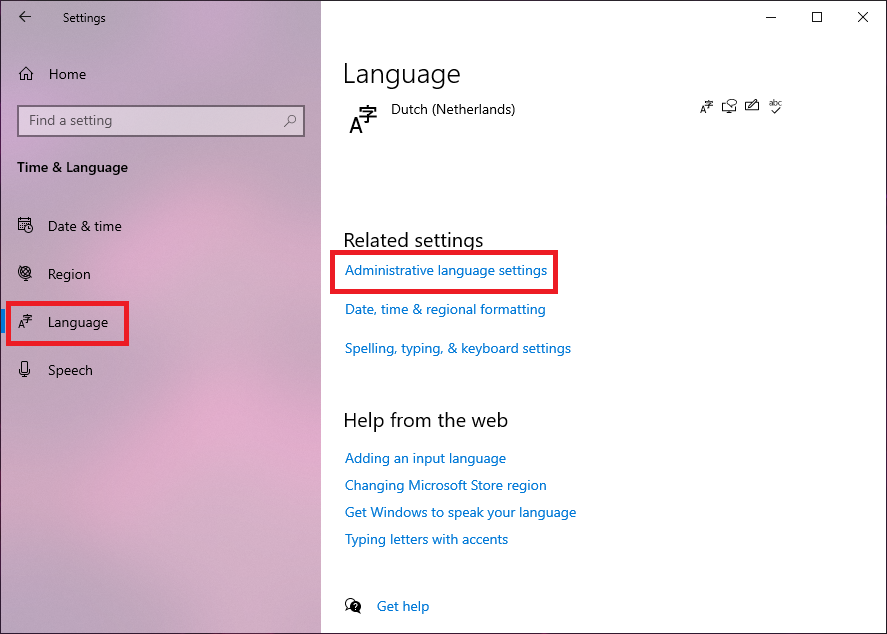 Settings
Home
Find a setting
Time & Language
Date & time
Region
Language
Speech
Language
Dutch (Netherlands)
abc
Related settings
Administrative language settings
Date, time & regional formatting
Spelling, typing, & keyboard settings
Help from the web
Adding an input language
Changing Microsoft Store region
Get Windows to speak your language
Typing letters with accents
Get help